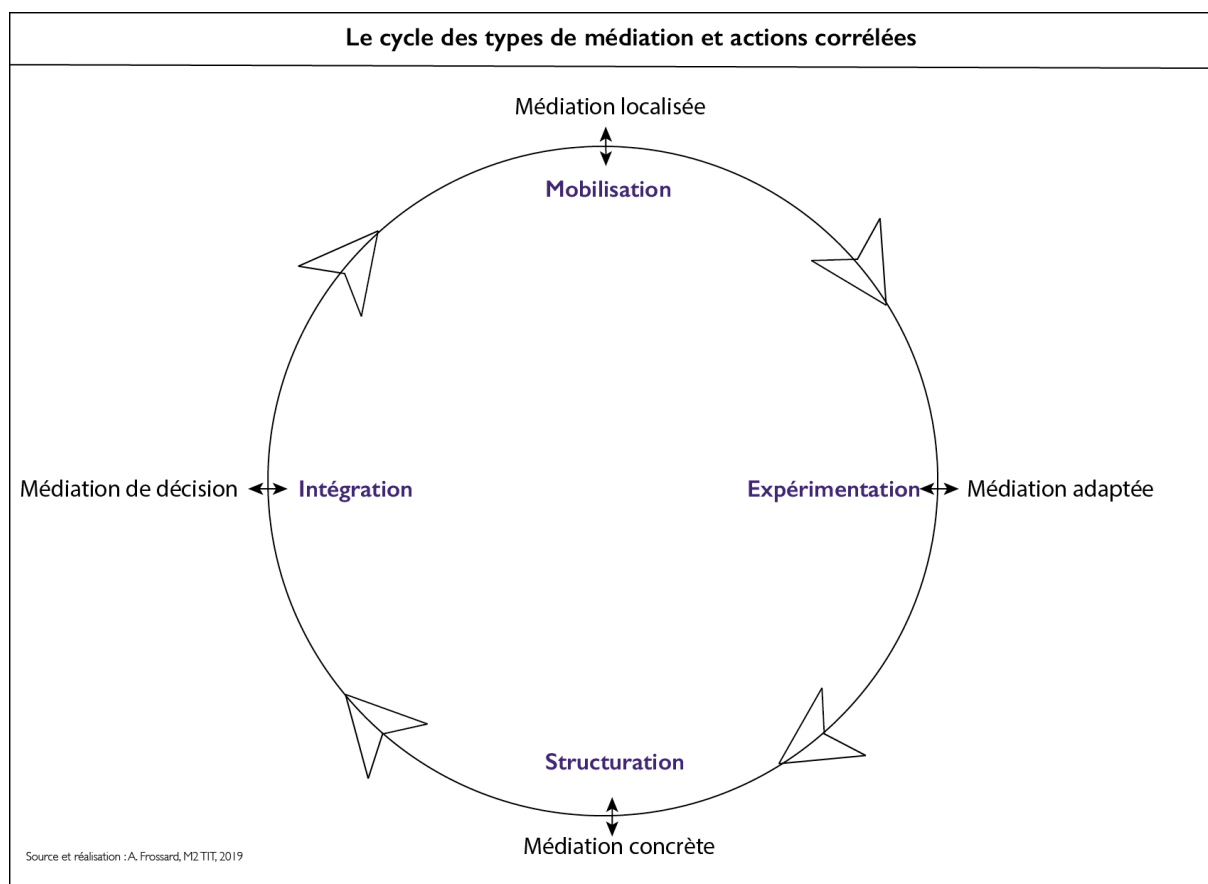 Le cycle des types de médiation et actions corrélées
Médiation localisée
Mobilisation
Médiation de décision
Intégration
Expérimentation
Médiation adaptée
Structuration
Médiation concrète
Source et réalisation : A. Frossard, M2 TIT, 2019